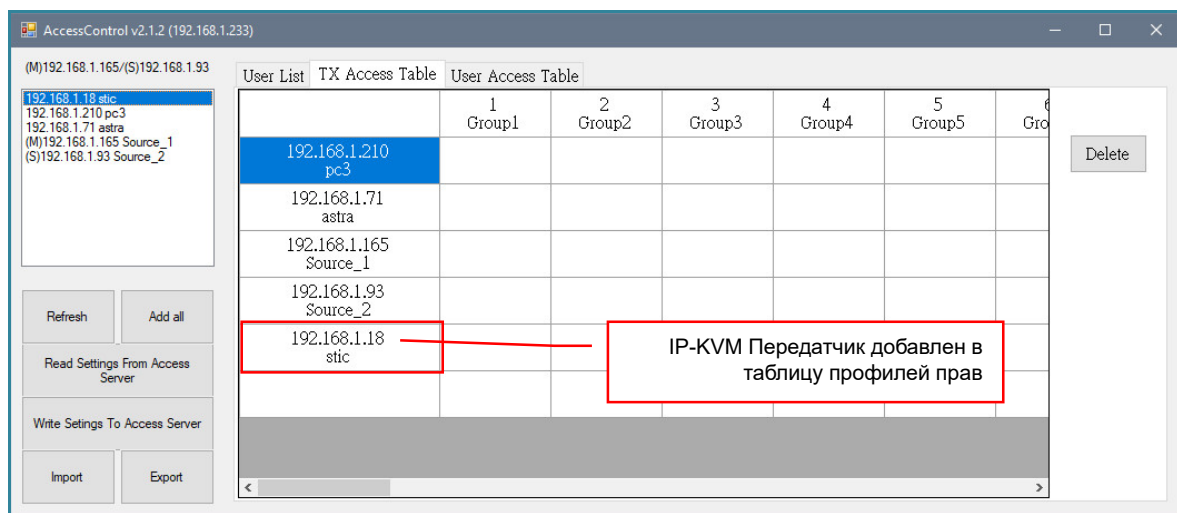 AccessControl v2.1.2 (192.168.1.233)
(M)192.168.1.165/(S)192.168.1.93
192.168.1.18 stic
192.168.1.210 pc3
192.168.1.71 astra
(M)192.168.1.165 Source_1
(S)192.168.1.93 Source_2
Refresh
Add all
Read Settings From Access
Server
Write Setings To Access Server
Import
Export
User List
TX Access Table
User Access Table
1
Group1
2
Group2
3
Group3
4
Group4
5
Group5
Gro
192.168.1.210
pc3
192.168.1.71
astra
192.168.1.165
Source_1
192.168.1.93
Source_2
192.168.1.18
stic
IP-KVM Передатчик добавлен в
таблицу профилей прав
Delete